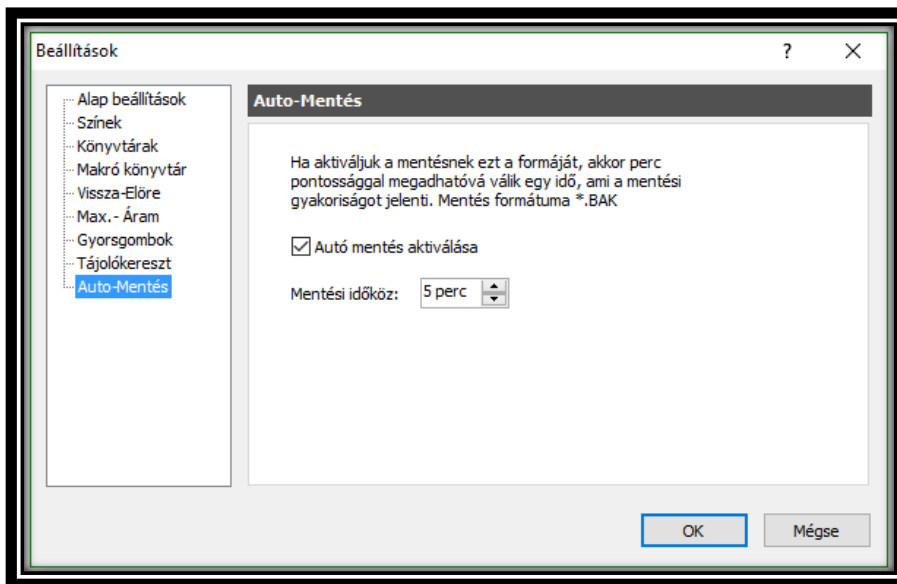 Beállítások
Alap beállítások
Színek
Könyvtárak
Makró könyvtár
Vissza-Elöre
Max.- Áram
Gyorsgombok
Tájolókereszt
Auto-Mentés
Auto-Mentés
Ha aktiváljuk a mentésnek ezt a formáját, akkor perc
pontossággal megadhatóvá válik egy idő, ami a mentési
gyakoriságot jelenti. Mentés formátuma *.BAK
Autó mentés aktiválása
Mentési időköz: 5 perc
OK Mégse